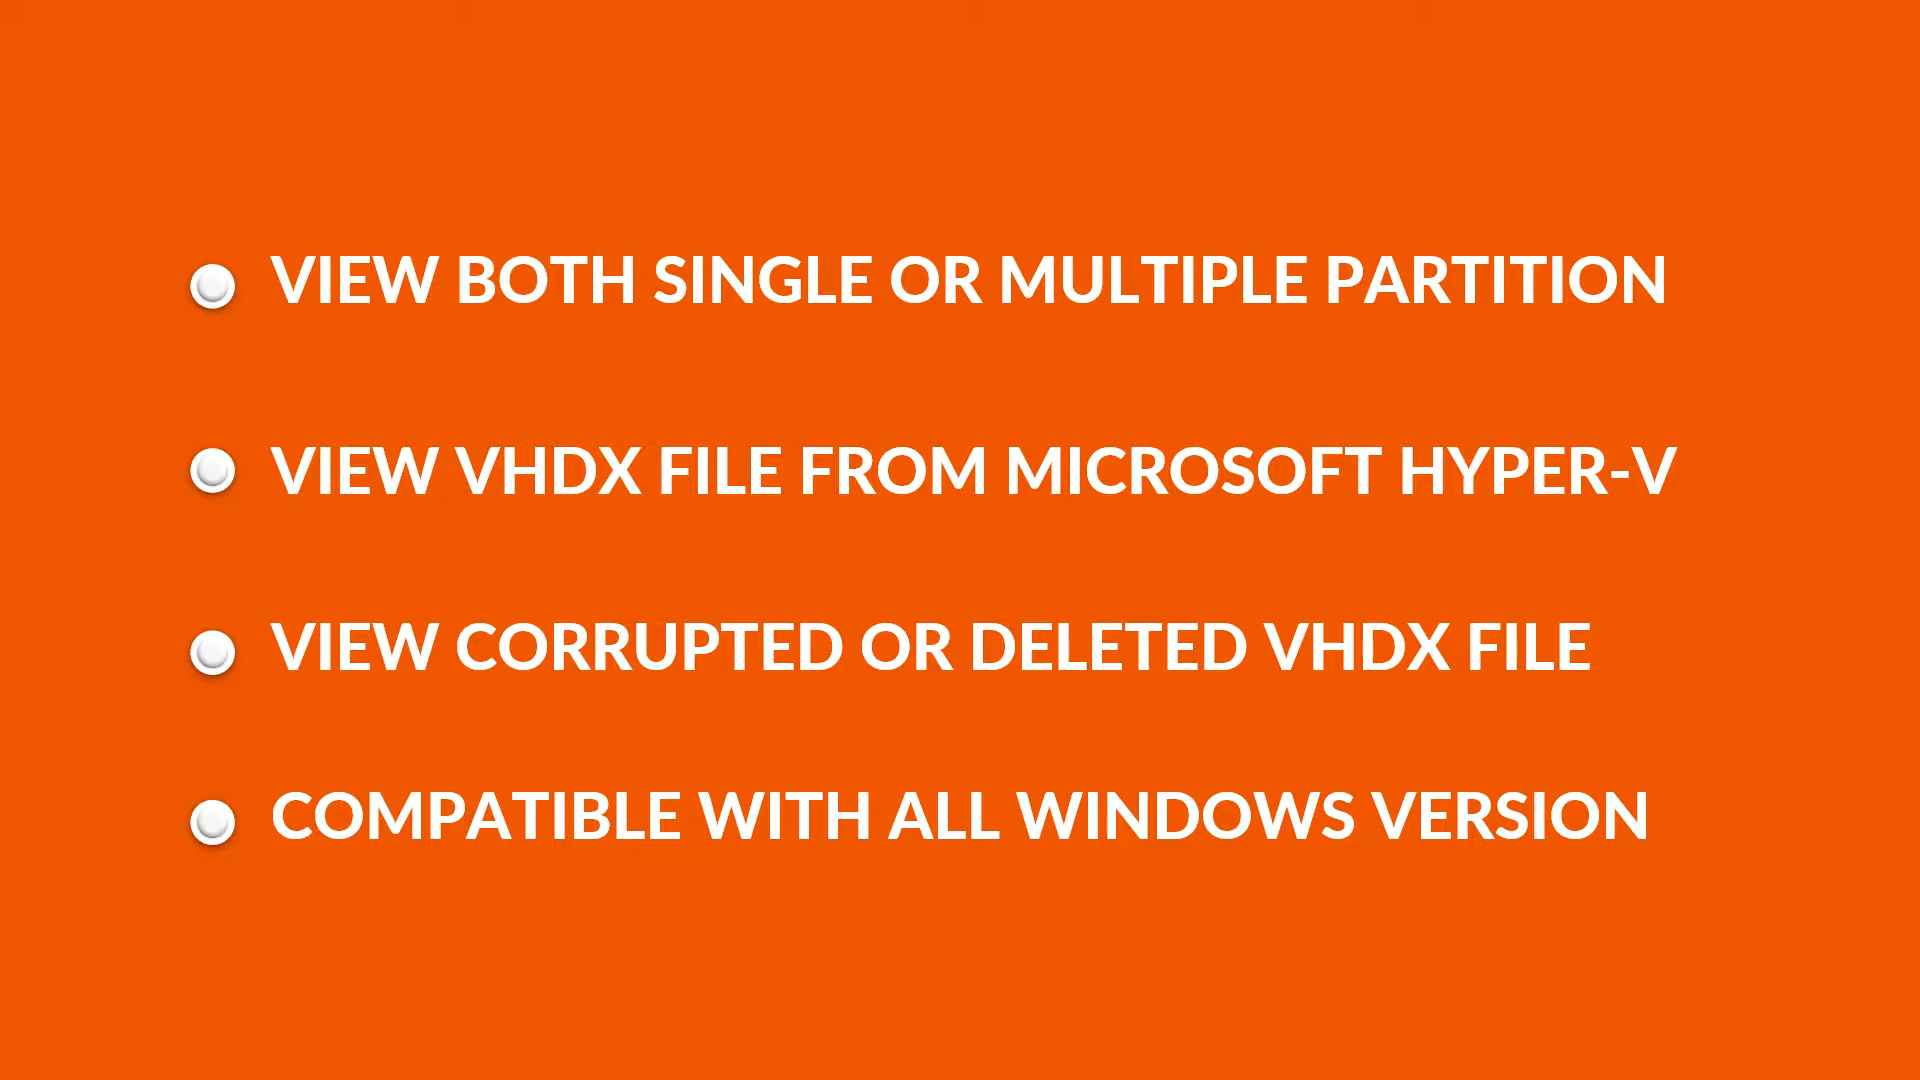 VIEW BOTH SINGLE OR MULTIPLE PARTITION
VIEW VHDX FILE FROM MICROSOFT HYPER-V
VIEW CORRUPTED OR DELETED VHDX FILE
COMPATIBLE WITH ALL WINDOWS VERSION